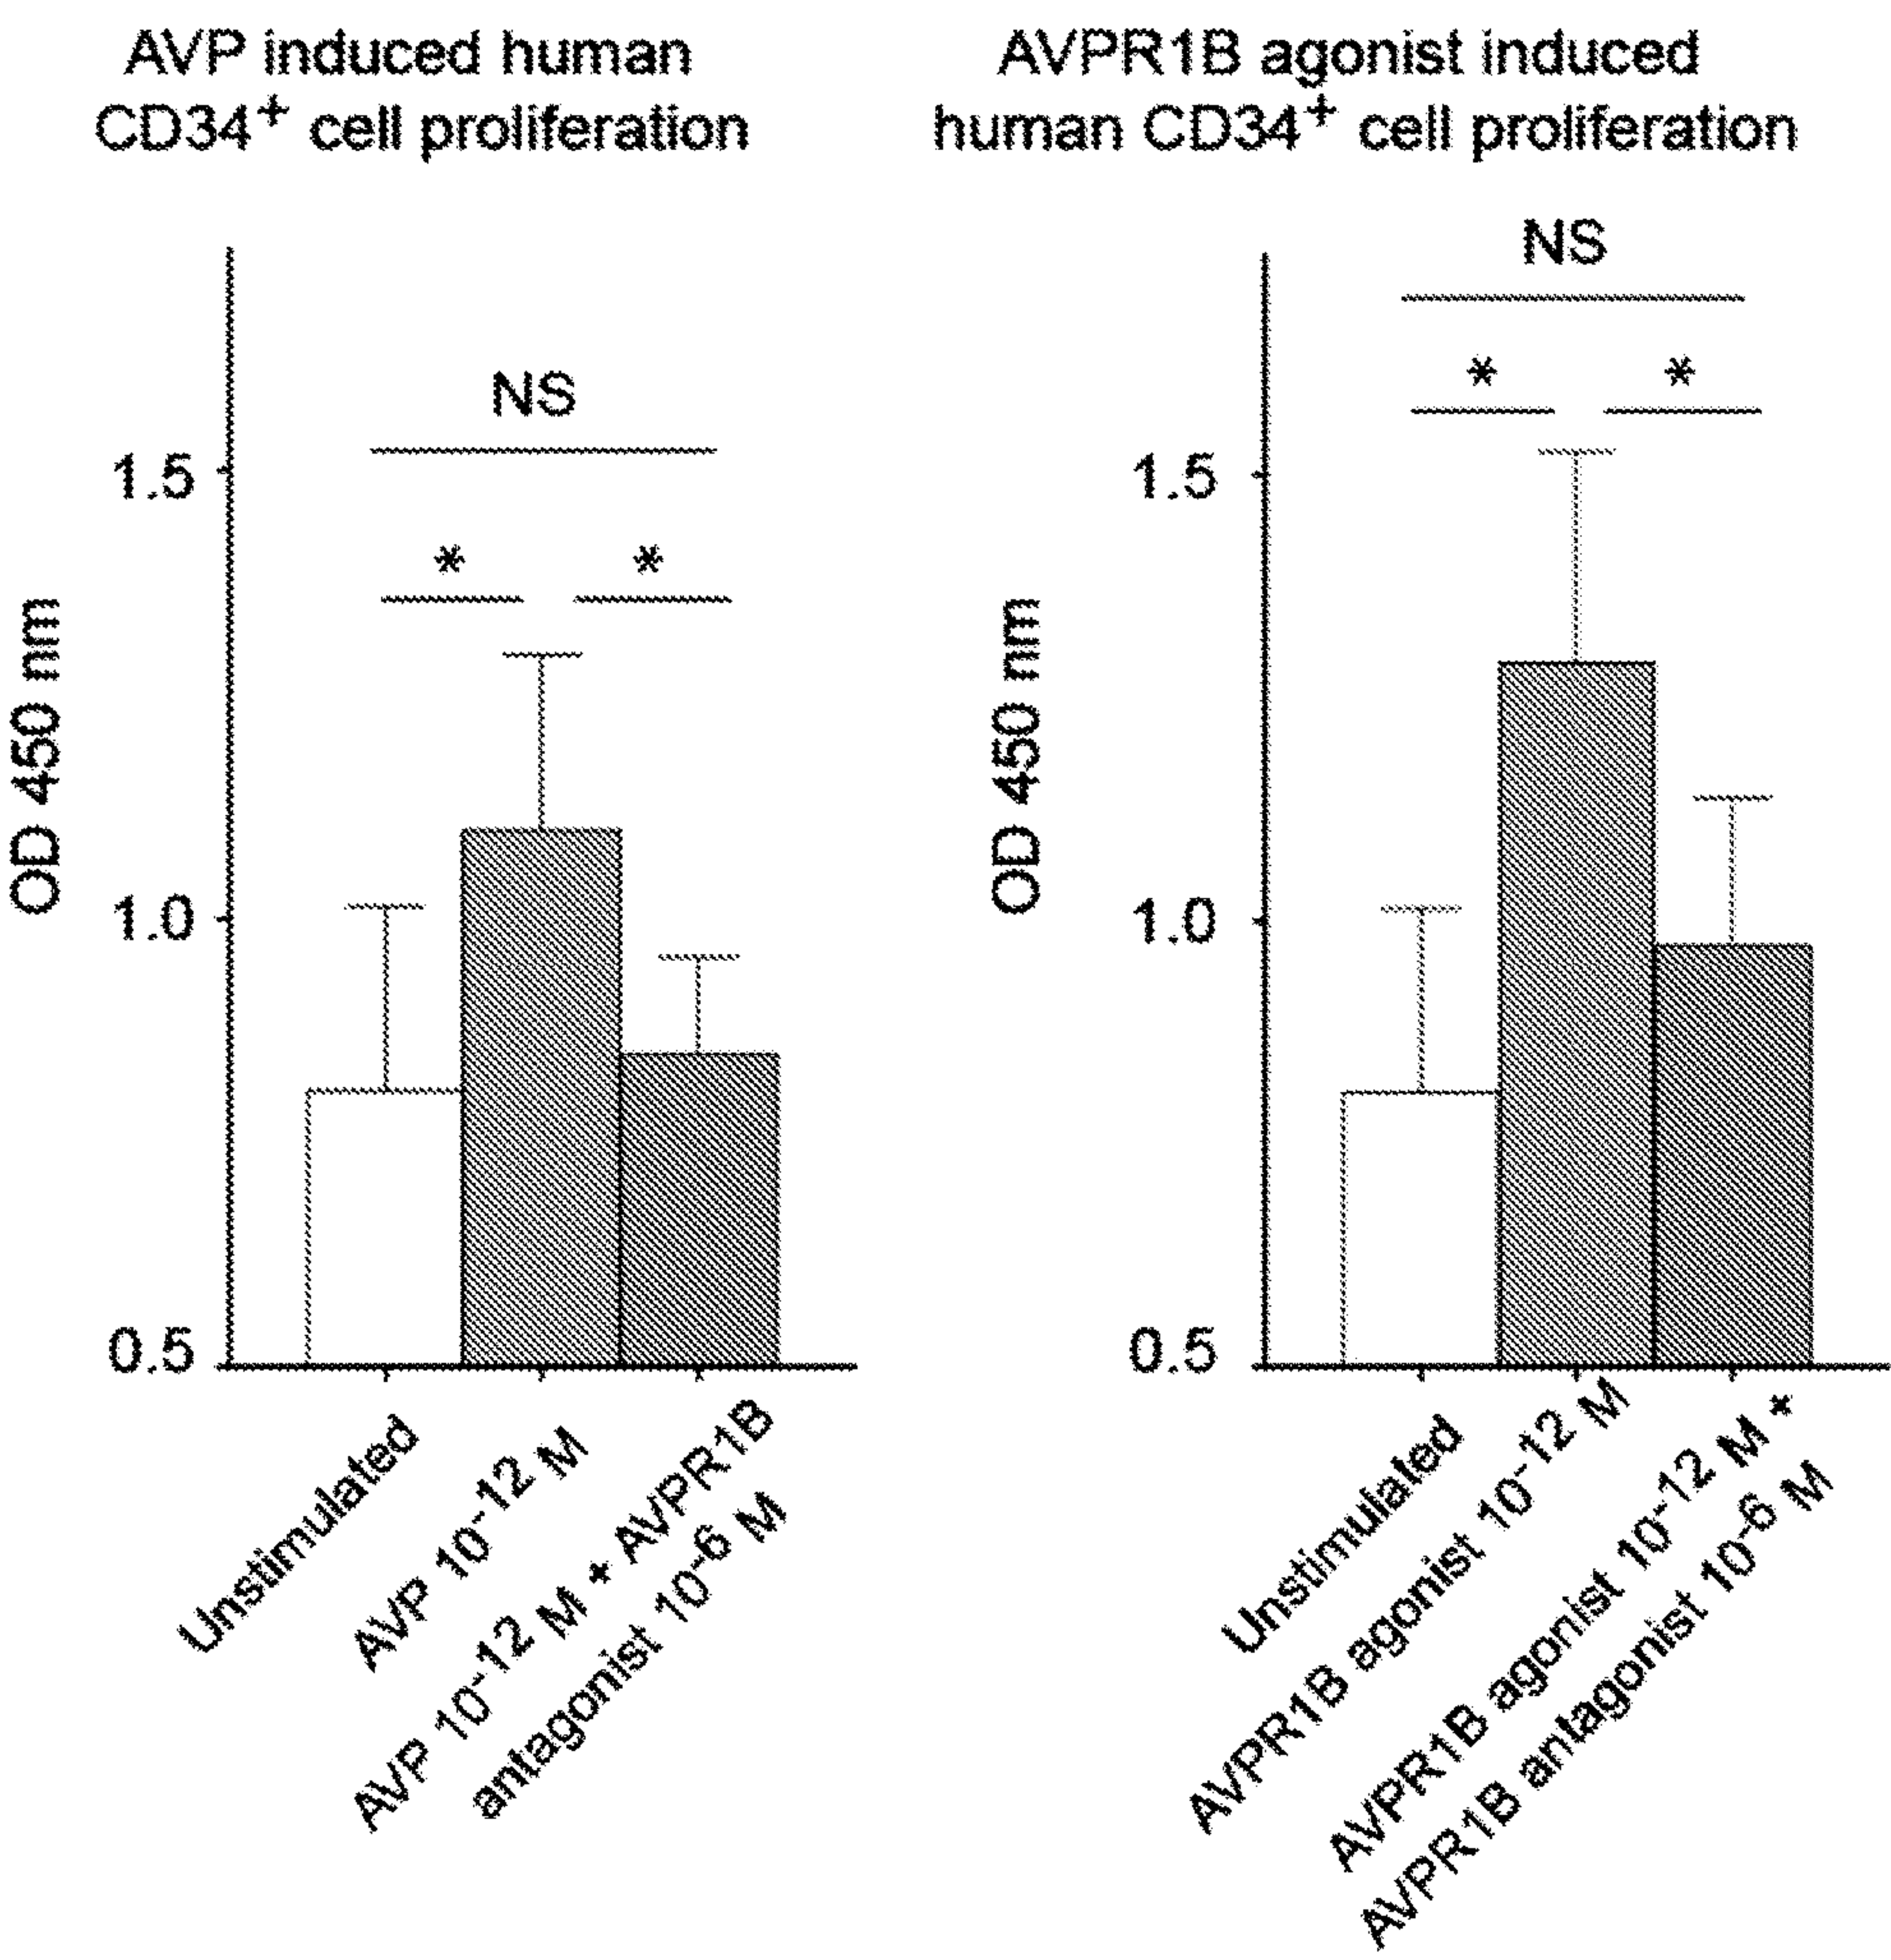 AVP induced human
CD34+ cell proliferation
NS
* *
1.5
1.0
0.5
OD 450 nm
Unstimulated
AVP 10-12 M
AVP 10-12 M + AVPR1B
antagonist 10-6 M
AVPR1B agonist induced
human CD34+ cell proliferation
NS
* *
1.5
1.0
0.5
OD 450 nm
Unstimulated
AVPR1B agonist 10-12 M
AVPR1B agonist 10-12 M +
AVPR1B antagonist 10-6 M